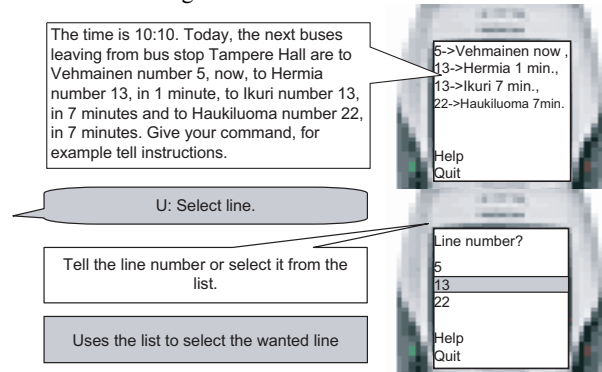 The time is 10:10. Today, the next buses
leaving from bus stop Tampere Hall are to
Vehmainen number 5, now, to Hermia
number 13, in 1 minute, to Ikuri number 13,
in 7 minutes and to Haukiluoma number 22,
in 7 minutes. Give your command, for
example tell instructions.
5->Vehmainen now ,
13->Hermia 1 min.,
13->Ikuri 7 min.,
22->Haukiluoma 7min.
Help
Quit
U: Select line.
Tell the line number or select it from the
list.
Uses the list to select the wanted line
Line number?
5
13
22
Help
Quit